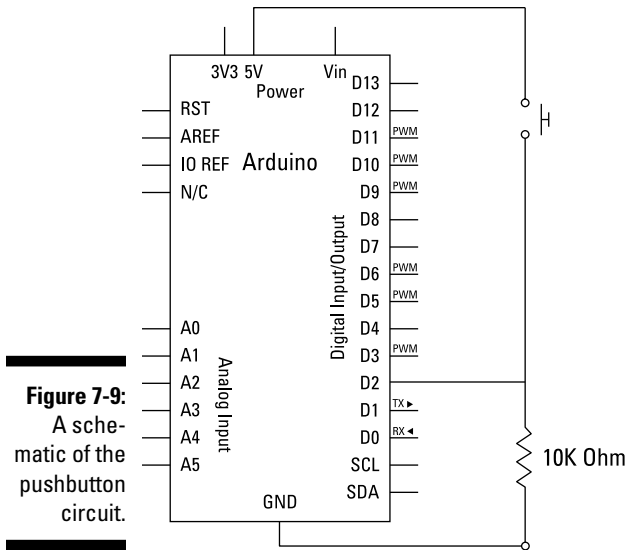 3V3 5V Vin
Power
RST
AREF
IO REF
N/C
Arduino
A0
A1
A2
A3
A4
A5
Analog Input
D13
D12
D11 PWM
D10 PWM
D9 PWM
D8
D7
D6 PWM
D5 PWM
D4
D3 PWM
D2
D1 TX ▶
D0 RX ◀
SCL
SDA
Digital Input/Output
GND
10K Ohm
Figure 7-9:
A sche-
matic of the
pushbutton
circuit.